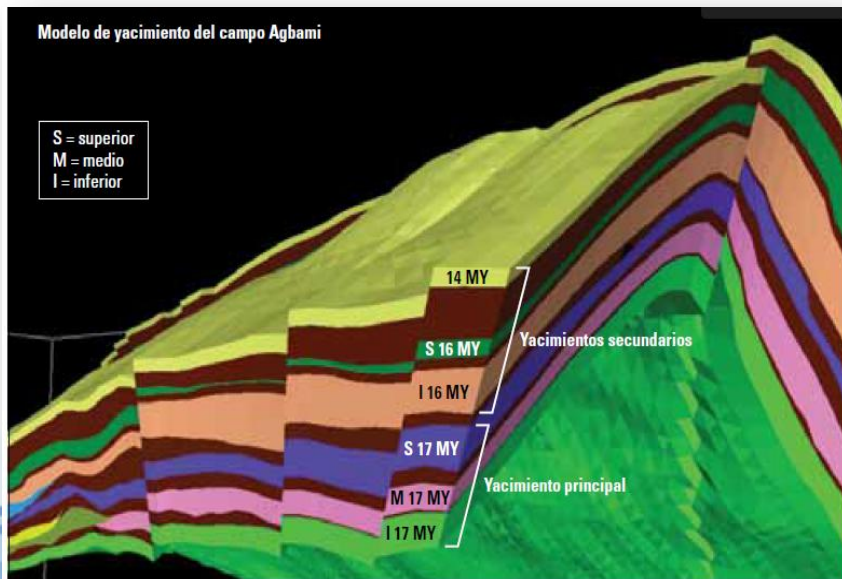 Modelo de yacimiento del campo Agbami
S = superior
M = medio
I = inferior
14 MY
S 16 MY
Yacimientos secundarios
I 16 MY
S 17 MY
Yacimiento principal
M 17 MY
I 17 MY